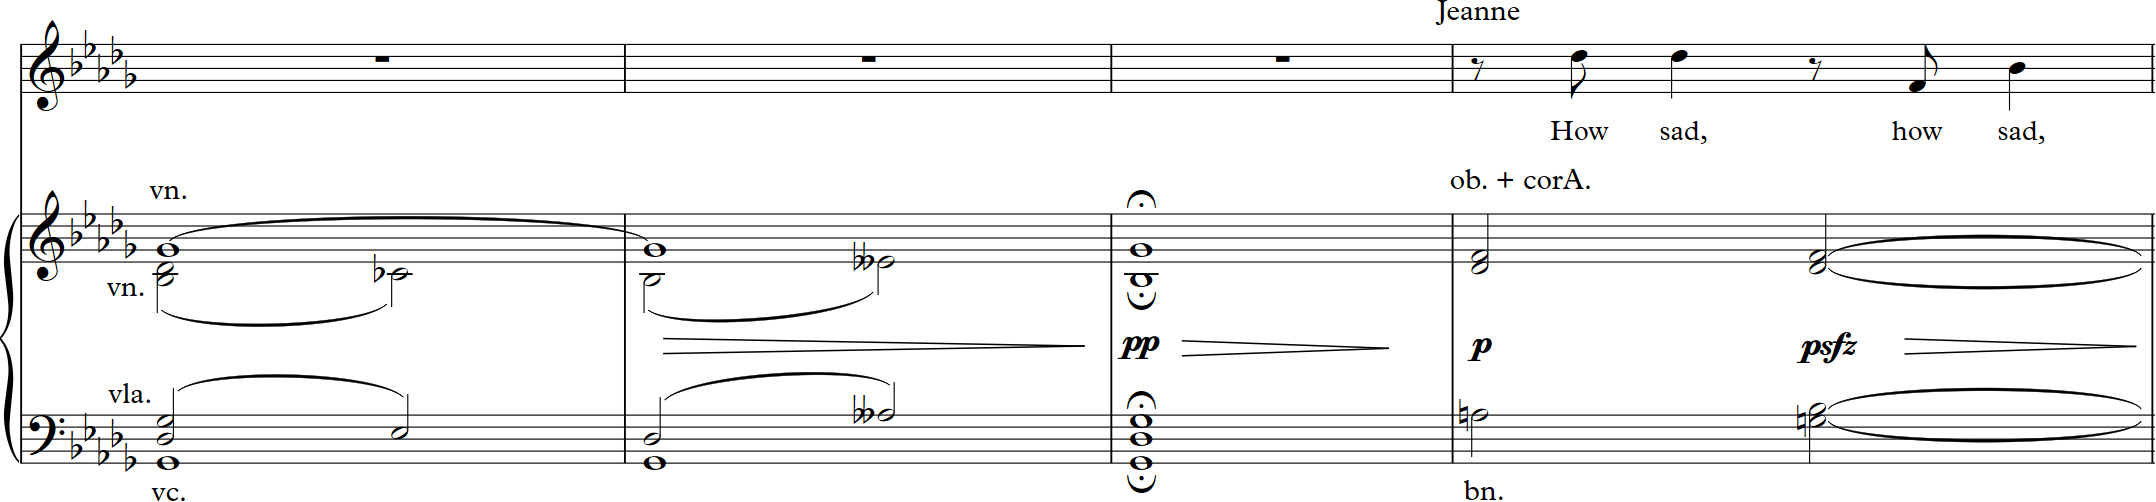 Jeanne
How sad, how sad,
vn. ob. + corA.
vn.
pp p psfz
vla.
vc. bn.